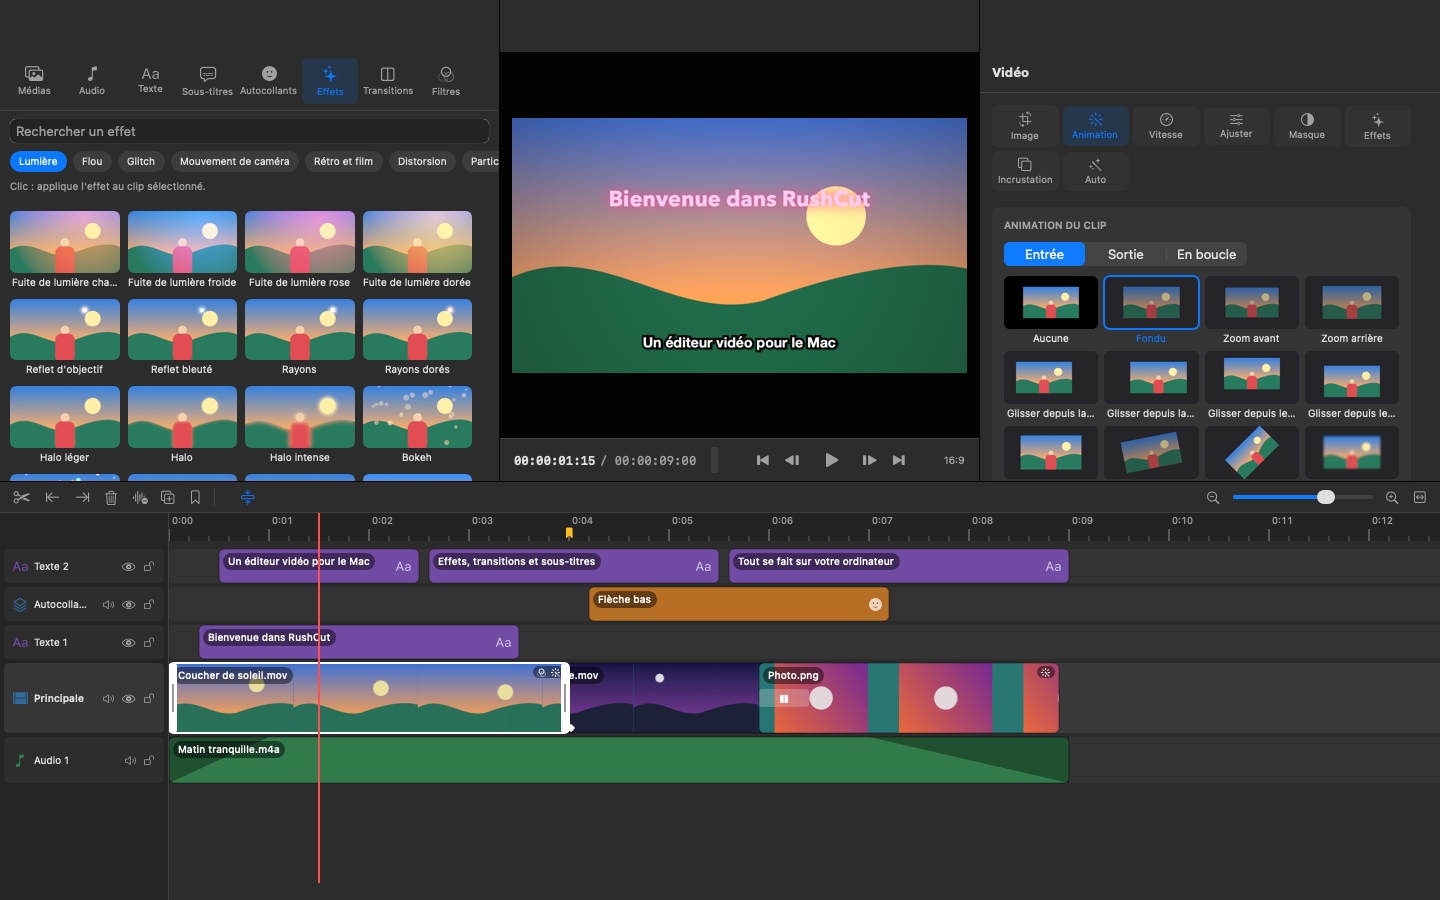 Médias
Audio
Texte
Sous-titres
Autocollants
Effets
Transitions
Filtres
Rechercher un effet
Lumière
Flou
Glitch
Mouvement de caméra
Rétro et film
Distorsion
Partic
Clic : applique l'effet au clip sélectionné.
Fuite de lumière cha...
Fuite de lumière froide
Fuite de lumière rose
Fuite de lumière dorée
Reflet d'objectif
Reflet bleuté
Rayons
Rayons dorés
Halo léger
Halo
Halo intense
Bokeh
Bienvenue dans RushCut
Un éditeur vidéo pour le Mac
00:00:01:15 / 00:00:09:00
16:9
Vidéo
Image
Animation
Vitesse
Ajuster
Masque
Effets
Incrustation
Auto
ANIMATION DU CLIP
Entrée
Sortie
En boucle
Aucune
Fondu
Zoom avant
Zoom arrière
Glisser depuis la...
Glisser depuis la...
Glisser depuis le...
Glisser depuis le...
0:00
0:01
0:02
0:03
0:04
0:05
0:06
0:07
0:08
0:09
0:10
0:11
0:12
Aa Texte 2
Un éditeur vidéo pour le Mac Aa
Effets, transitions et sous-titres Aa
Tout se fait sur votre ordinateur Aa
Autocolla...
Flèche bas
Aa Texte 1
Bienvenue dans RushCut Aa
Principale
Coucher de soleil.mov
e.mov
Photo.png
Audio 1
Matin tranquille.m4a